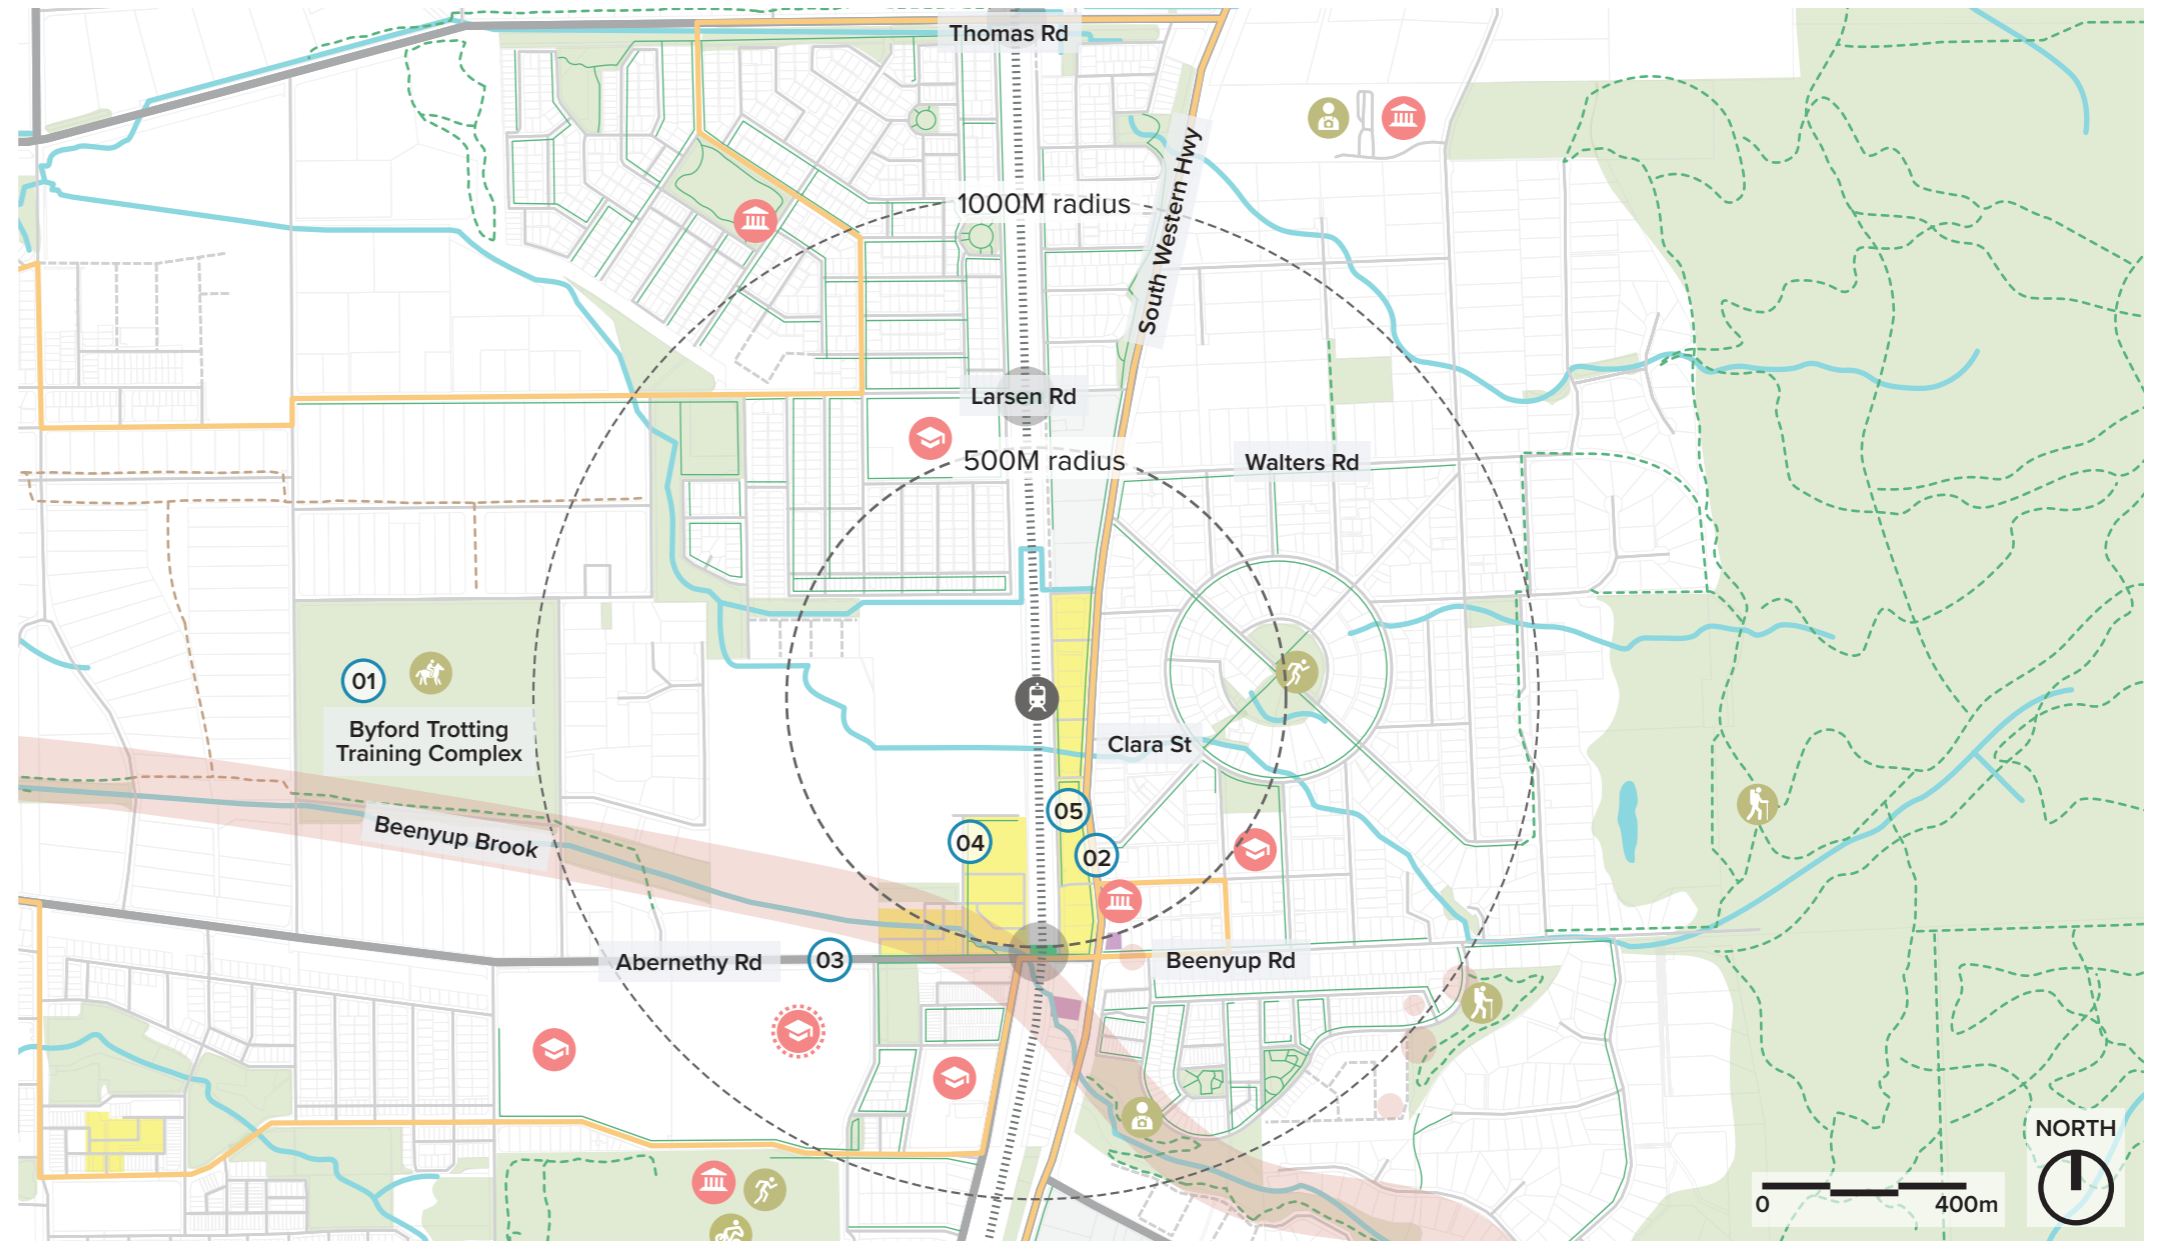 Thomas Rd
South Western Hwy
1000M radius
Larsen Rd
500M radius
Walters Rd
01
Byford Trotting
Training Complex
Clara St
05
04
02
Beenyup Brook
Abernethy Rd
03
Beenyup Rd
NORTH
0
400m